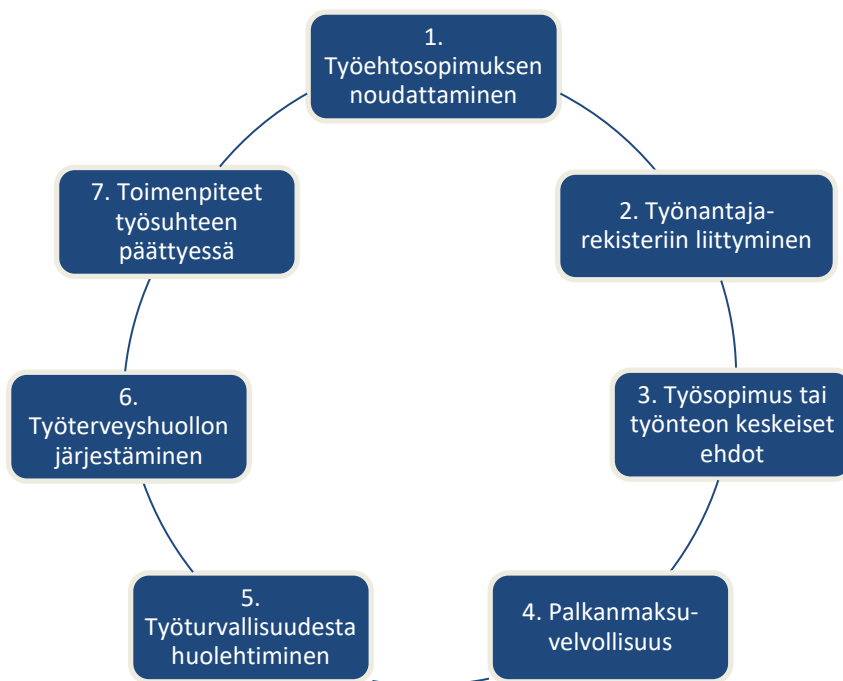 1.
Työehtosopimuksen
noudattaminen
2. Työnantaja-
rekisteriin liittyminen
3. Työsopimus tai
työnteon keskeiset
ehdot
4. Palkanmaksu-
velvollisuus
5.
Työturvallisuudesta
huolehtiminen
6.
Työterveyshuollon
järjestäminen
7. Toimenpiteet
työsuhteen
päättyessä